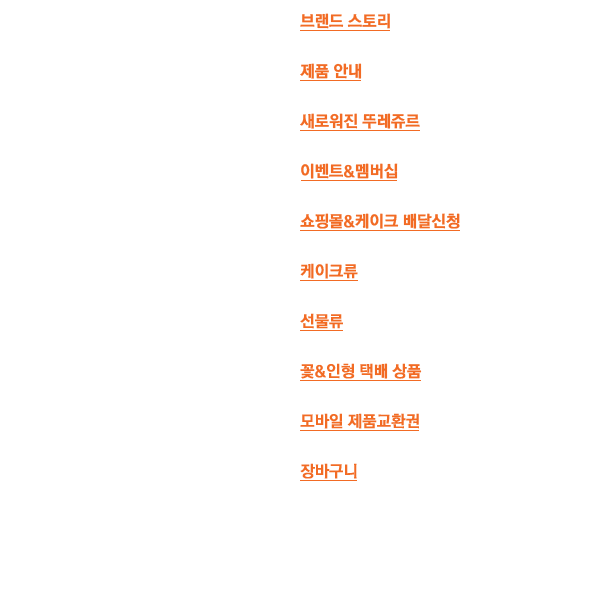 브랜드 스토리
제품 안내
새로워진 뚜레쥬르
이벤트&멤버십
쇼핑몰&케이크 배달신청
케이크류
선물류
꽃&인형 택배 상품
모바일 제품교환권
장바구니